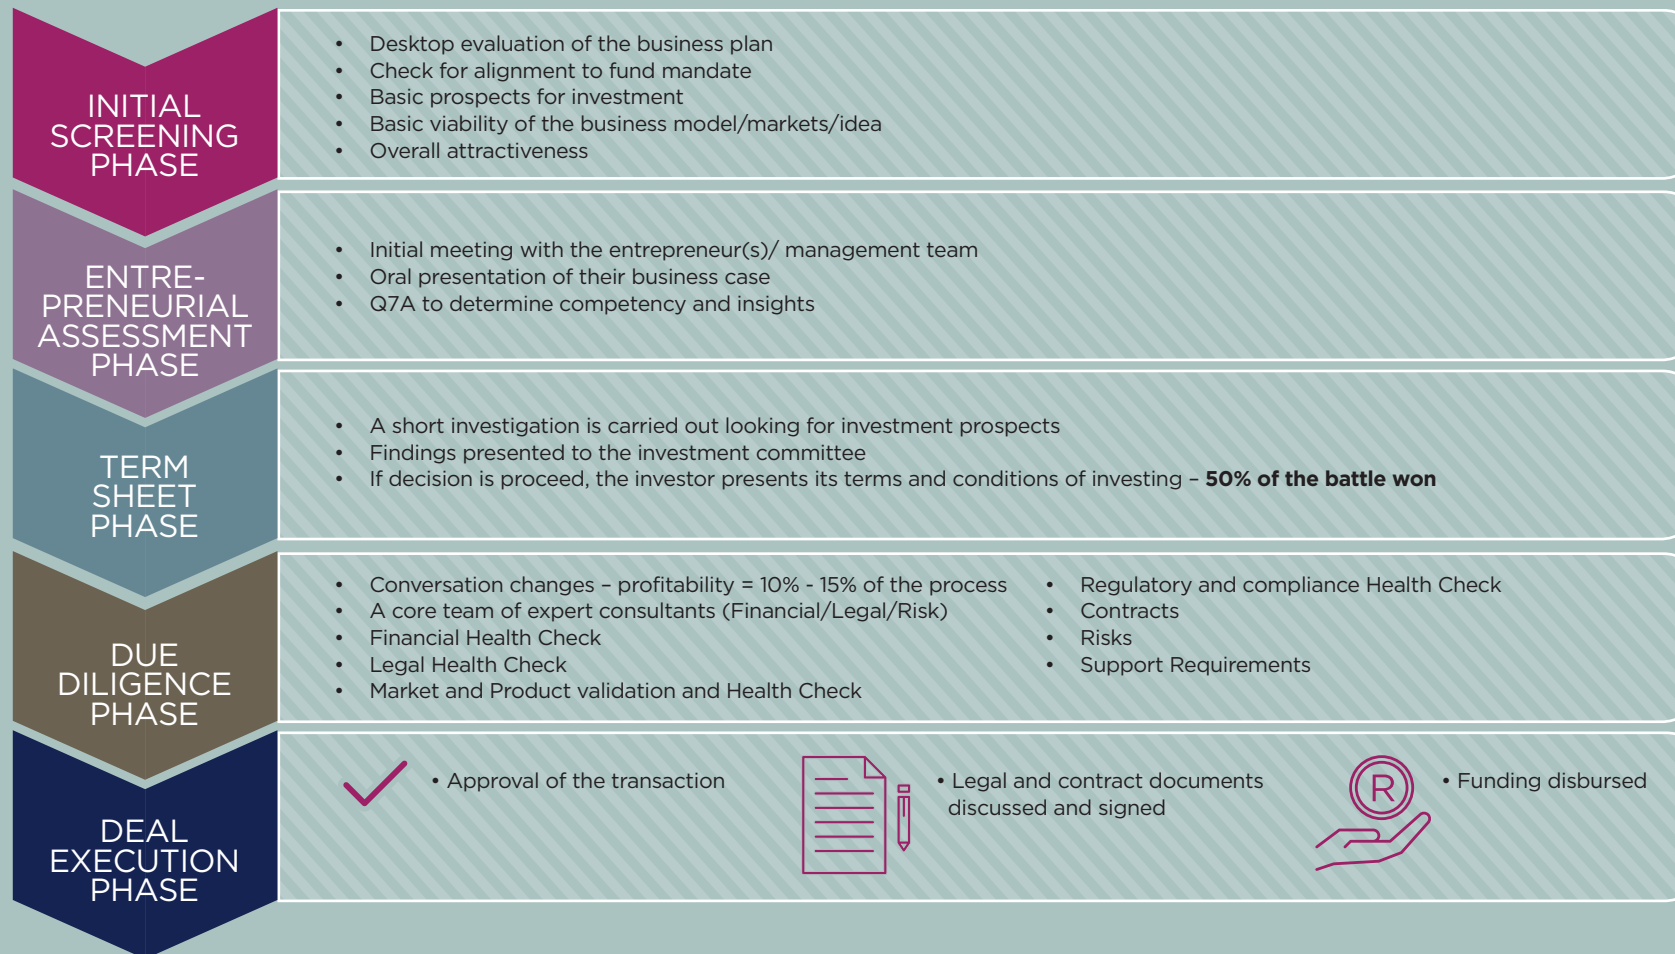 INITIAL
SCREENING
PHASE
• Desktop evaluation of the business plan
• Check for alignment to fund mandate
• Basic prospects for investment
• Basic viability of the business model/markets/idea
• Overall attractiveness
ENTRE-
PRENEURIAL
ASSESSMENT
PHASE
• Initial meeting with the entrepreneur(s)/ management team
• Oral presentation of their business case
• Q7A to determine competency and insights
TERM
SHEET
PHASE
• A short investigation is carried out looking for investment prospects
• Findings presented to the investment committee
• If decision is proceed, the investor presents its terms and conditions of investing – 50% of the battle won
DUE
DILIGENCE
PHASE
• Conversation changes – profitability = 10% - 15% of the process
• A core team of expert consultants (Financial/Legal/Risk)
• Financial Health Check
• Legal Health Check
• Market and Product validation and Health Check
• Regulatory and compliance Health Check
• Contracts
• Risks
• Support Requirements
DEAL
EXECUTION
PHASE
• Approval of the transaction
• Legal and contract documents
discussed and signed
R
• Funding disbursed